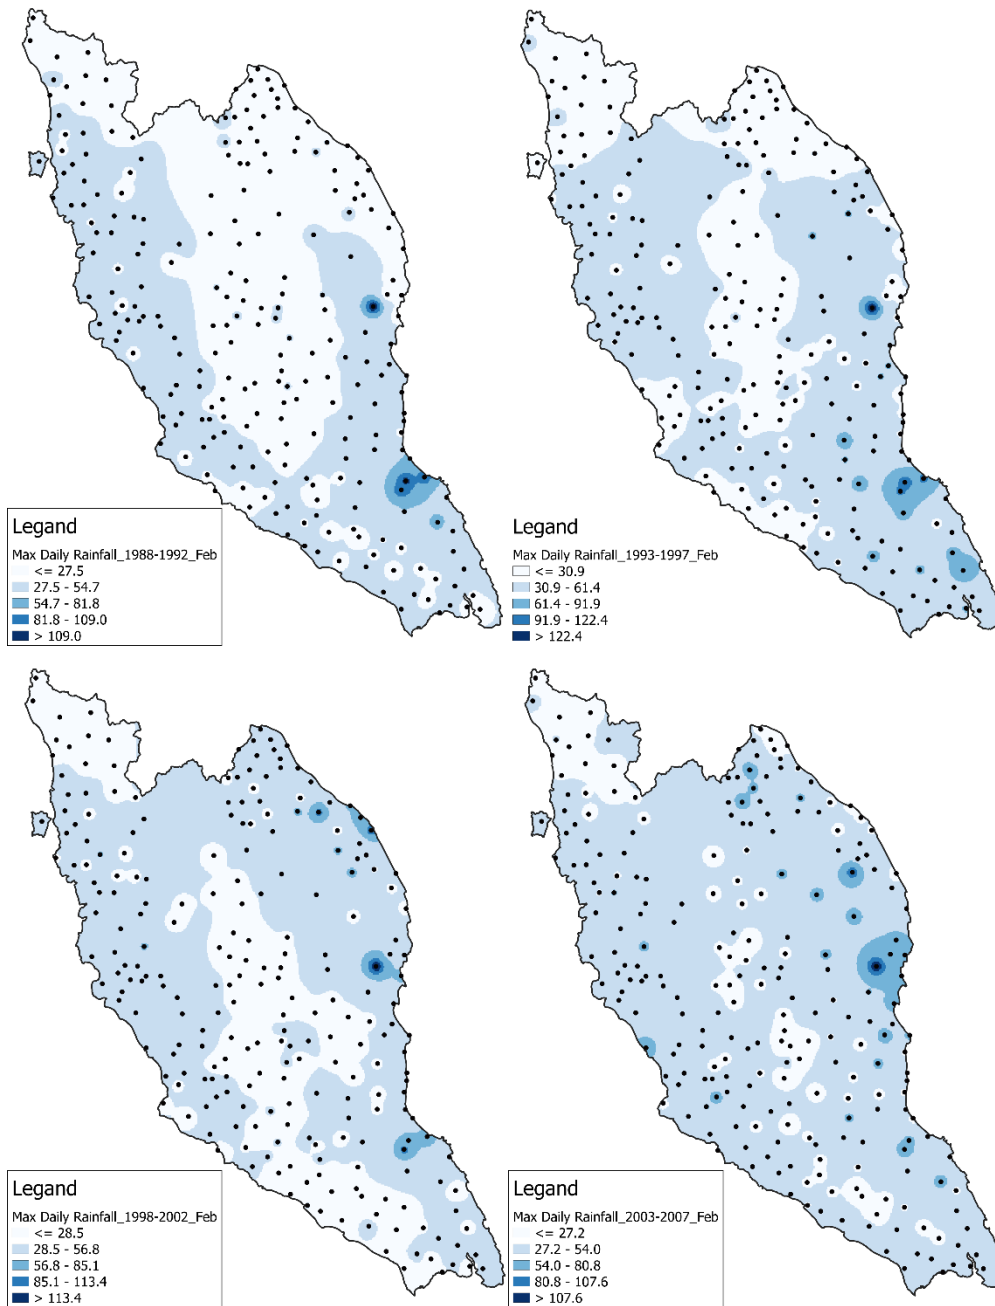 Legand
Max Daily Rainfall_1988-1992_Feb
<= 27.5
27.5 - 54.7
54.7 - 81.8
81.8 - 109.0
> 109.0
Legand
Max Daily Rainfall_1993-1997_Feb
<= 30.9
30.9 - 61.4
61.4 - 91.9
91.9 - 122.4
> 122.4
Legand
Max Daily Rainfall_1998-2002_Feb
<= 28.5
28.5 - 56.8
56.8 - 85.1
85.1 - 113.4
> 113.4
Legand
Max Daily Rainfall_2003-2007_Feb
<= 27.2
27.2 - 54.0
54.0 - 80.8
80.8 - 107.6
> 107.6